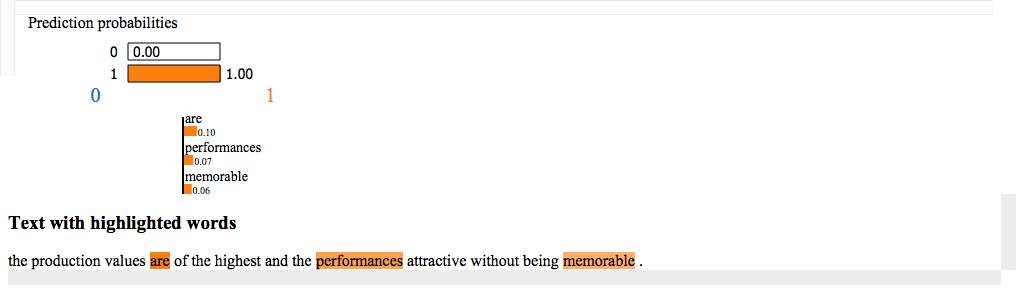 Prediction probabilities
0 0.00
1 1.00
0 1
are
0.10
performances
0.07
memorable
0.06
Text with highlighted words
the production values are of the highest and the performances attractive without being memorable .